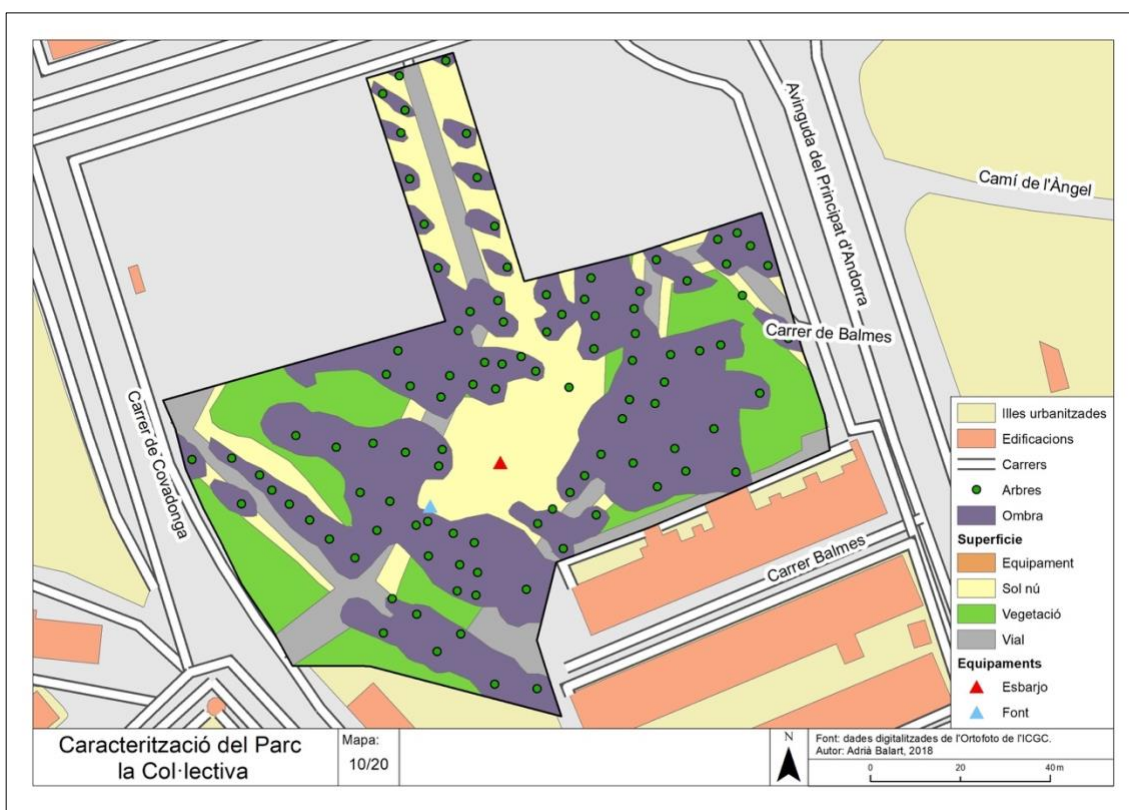 Avinguda del Principat d'Andorra
Camí de l'Àngel
Carrer de Balmes
Carrer de Covadonga
Carrer Balmes
Illes urbanitzades
Edificacions
Carrers
Arbres
Ombra
Superfície
Equipament
Sol nú
Vegetació
Vial
Equipaments
Esbarjo
Font
Caracterització del Parc
la Col·lectiva
Mapa:
10/20
N
Font: dades digitalitzades de l'Ortofoto de l'ICGC.
Autor: Adrià Balart, 2018
0 20 40 m